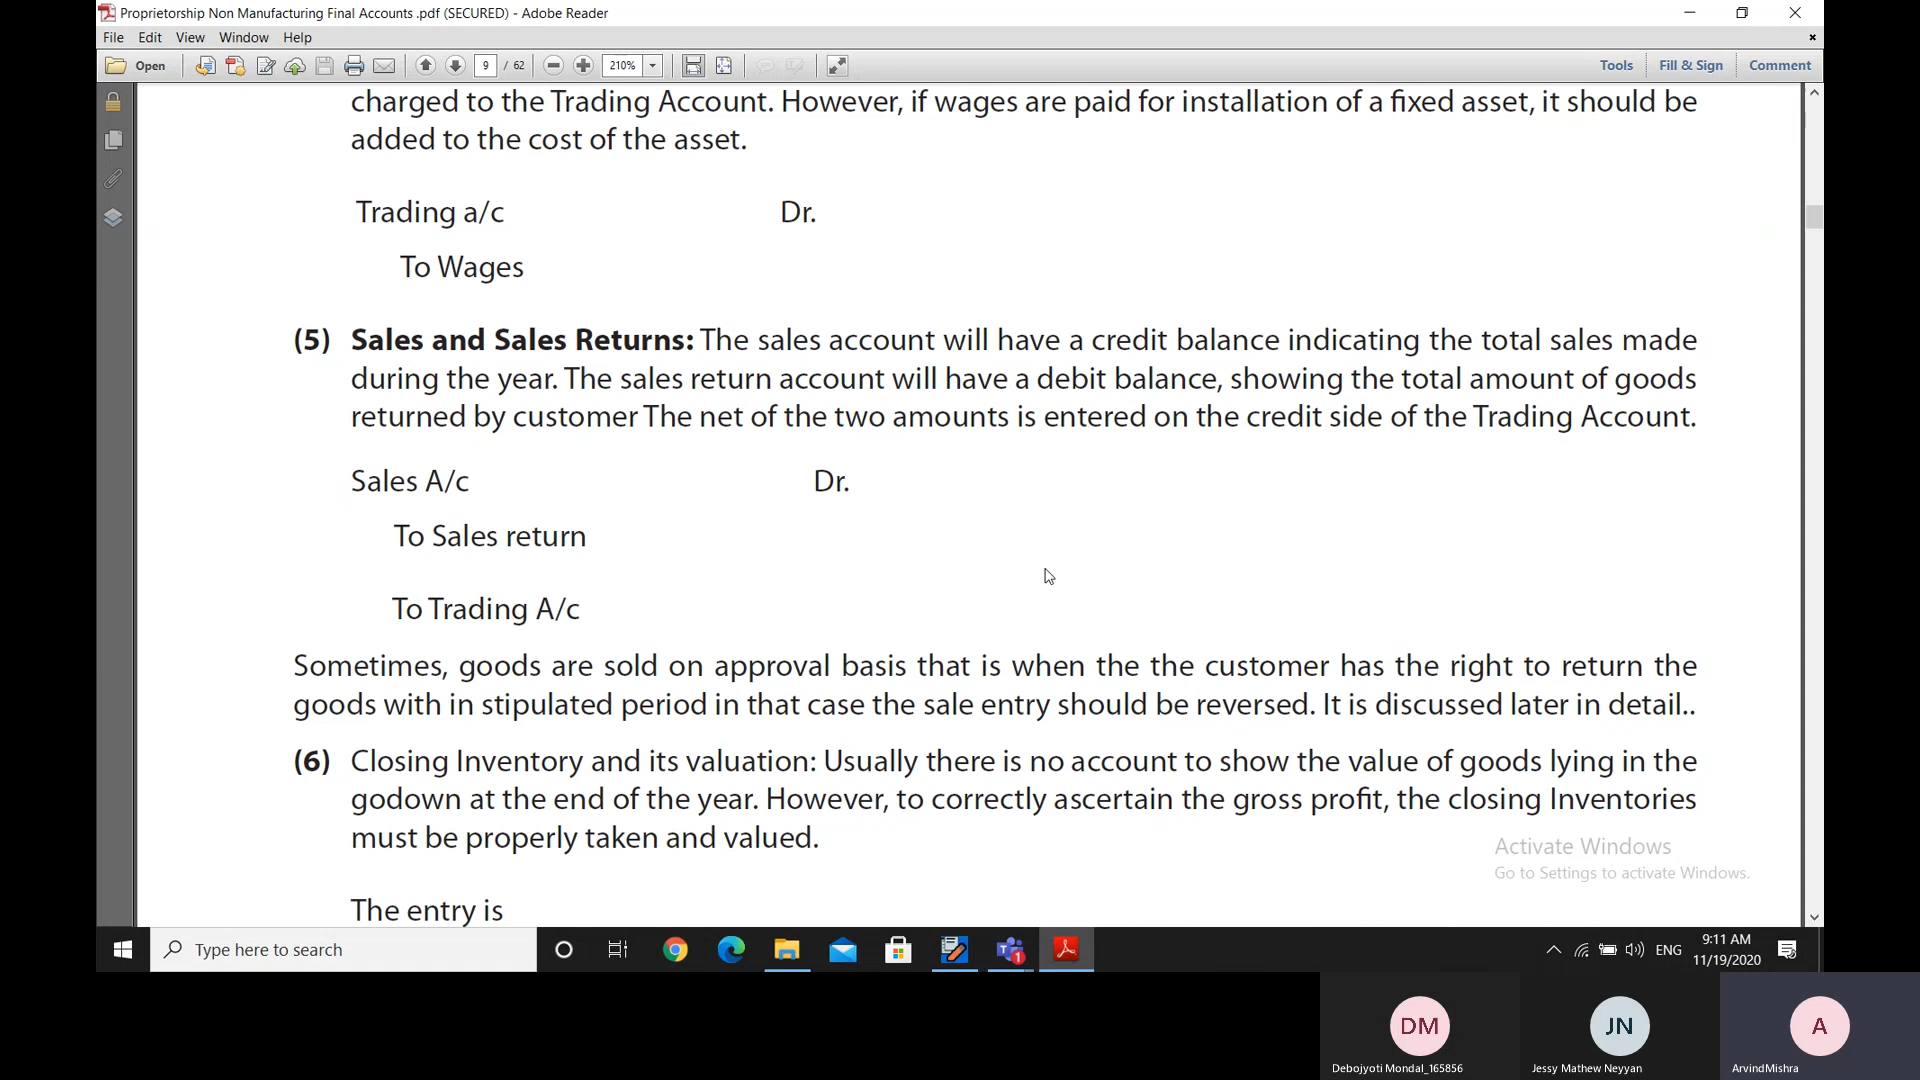 Proprietorship Non Manufacturing Final Accounts .pdf (SECURED) - Adobe Reader
File Edit View Window Help
Open 9 / 62 210% Tools Fill & Sign Comment
charged to the Trading Account. However, if wages are paid for installation of a fixed asset, it should be
added to the cost of the asset.
Trading a/c Dr.
To Wages
(5) Sales and Sales Returns: The sales account will have a credit balance indicating the total sales made
during the year. The sales return account will have a debit balance, showing the total amount of goods
returned by customer The net of the two amounts is entered on the credit side of the Trading Account.
Sales A/c Dr.
To Sales return
To Trading A/c
Sometimes, goods are sold on approval basis that is when the the customer has the right to return the
goods with in stipulated period in that case the sale entry should be reversed. It is discussed later in detail..
(6) Closing Inventory and its valuation: Usually there is no account to show the value of goods lying in the
godown at the end of the year. However, to correctly ascertain the gross profit, the closing Inventories
must be properly taken and valued.
Activate Windows
Go to Settings to activate Windows.
The entry is
Type here to search 1 ENG 9:11 AM
11/19/2020
DM JN A
Debojyoti Mondal_165856 Jessy Mathew Neyyan ArvindMishra